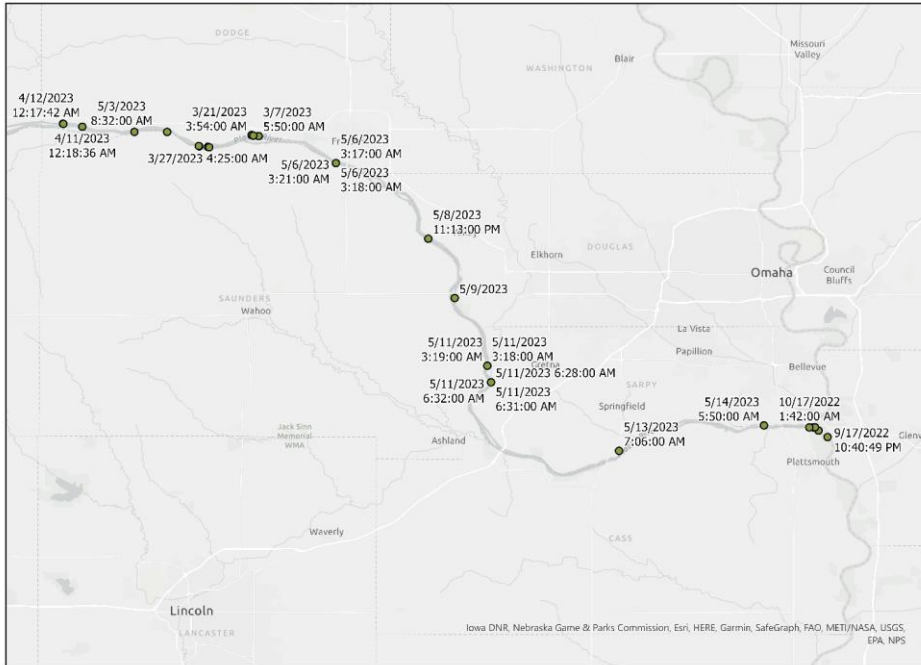 DODGE
Missouri
Valley
Blair
WASHINGTON
4/12/2023
12:17:42 AM
5/3/2023
8:32:00 AM
3/21/2023
3:54:00 AM
3/7/2023
5:50:00 AM
4/11/2023
12:18:36 AM
3/27/2023 4:25:00 AM
5/6/2023
3:17:00 AM
5/6/2023
3:21:00 AM
5/6/2023
3:18:00 AM
5/8/2023
11:13:00 PM
Elkhorn
DOUGLAS
Omaha
Council
Bluffs
5/9/2023
SAUNDERS
Wahoo
La Vista
Papillion
5/11/2023
3:19:00 AM
5/11/2023
3:18:00 AM
Gretna
5/11/2023 6:28:00 AM
Bellevue
5/11/2023
6:32:00 AM
5/11/2023
6:31:00 AM
SARPY
Springfield
5/14/2023
5:50:00 AM
10/17/2022
1:42:00 AM
5/13/2023
7:06:00 AM
9/17/2022
10:40:49 PM
Glenw
Jack Sinn
Memorial
WMA
Ashland
Plattsmouth
Waverly
CASS
Lincoln
LANCASTER
Iowa DNR, Nebraska Game & Parks Commission, Esri, HERE, Garmin, SafeGraph, FAO, METI/NASA, USGS,
EPA, NPS